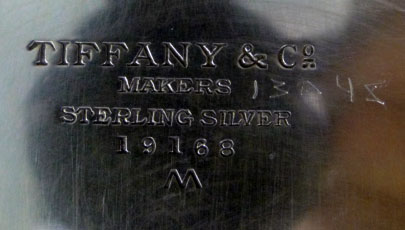 TIFFANY & Co
MAKERS
STERLING SILVER
19168
M